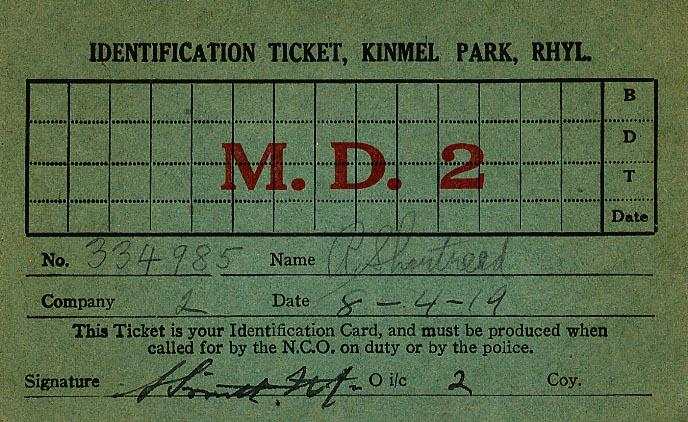 IDENTIFICATION TICKET, KINMEL PARK, RHYL.
B
D
M. D. 2
T
Date
No. 334985 Name R Shortreed
Company 2 Date 8-4-19
This Ticket is your Identification Card, and must be produced when
called for by the N.C.O. on duty or by the police.
Signature O i/c 2 Coy.